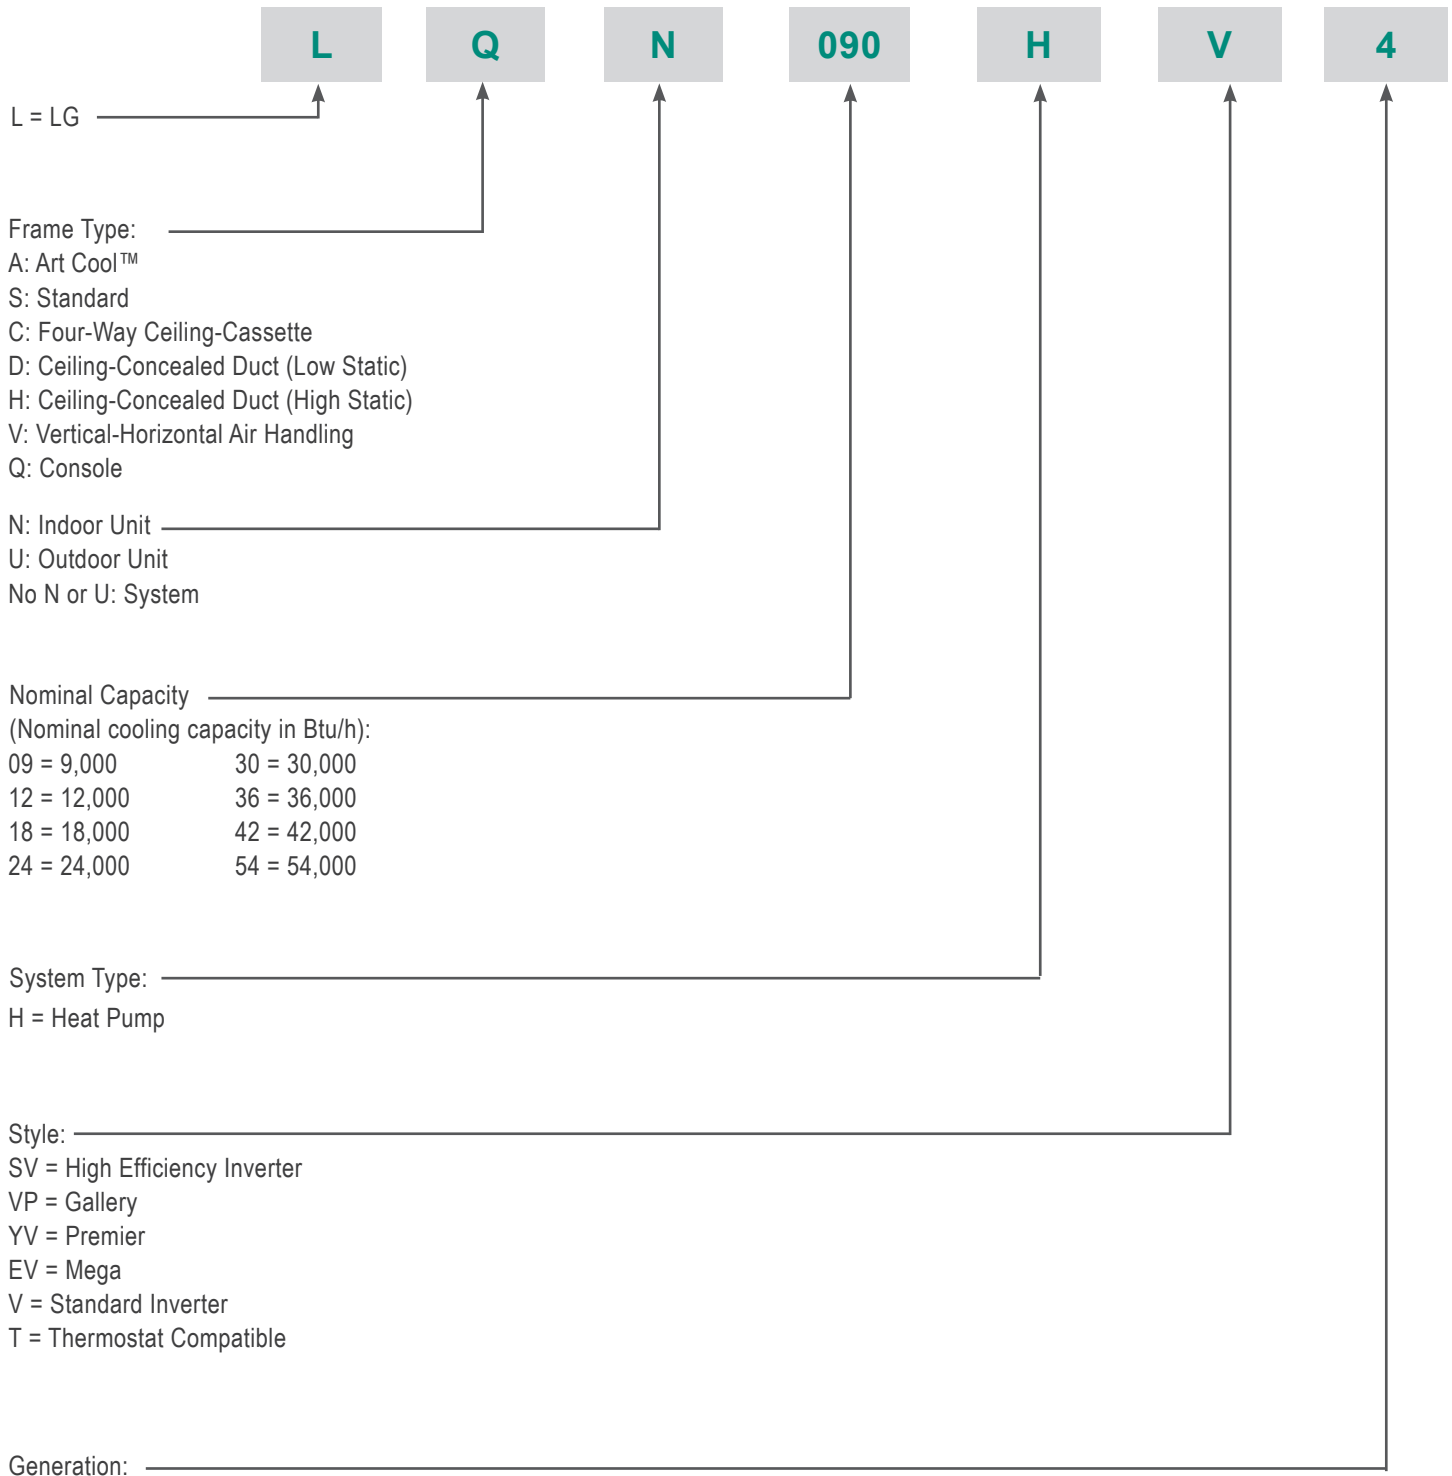 L Q N 090 H V 4
L = LG
Frame Type:
A: Art Cool™
S: Standard
C: Four-Way Ceiling-Cassette
D: Ceiling-Concealed Duct (Low Static)
H: Ceiling-Concealed Duct (High Static)
V: Vertical-Horizontal Air Handling
Q: Console
N: Indoor Unit
U: Outdoor Unit
No N or U: System
Nominal Capacity
(Nominal cooling capacity in Btu/h):
09 = 9,000 30 = 30,000
12 = 12,000 36 = 36,000
18 = 18,000 42 = 42,000
24 = 24,000 54 = 54,000
System Type:
H = Heat Pump
Style:
SV = High Efficiency Inverter
VP = Gallery
YV = Premier
EV = Mega
V = Standard Inverter
T = Thermostat Compatible
Generation: